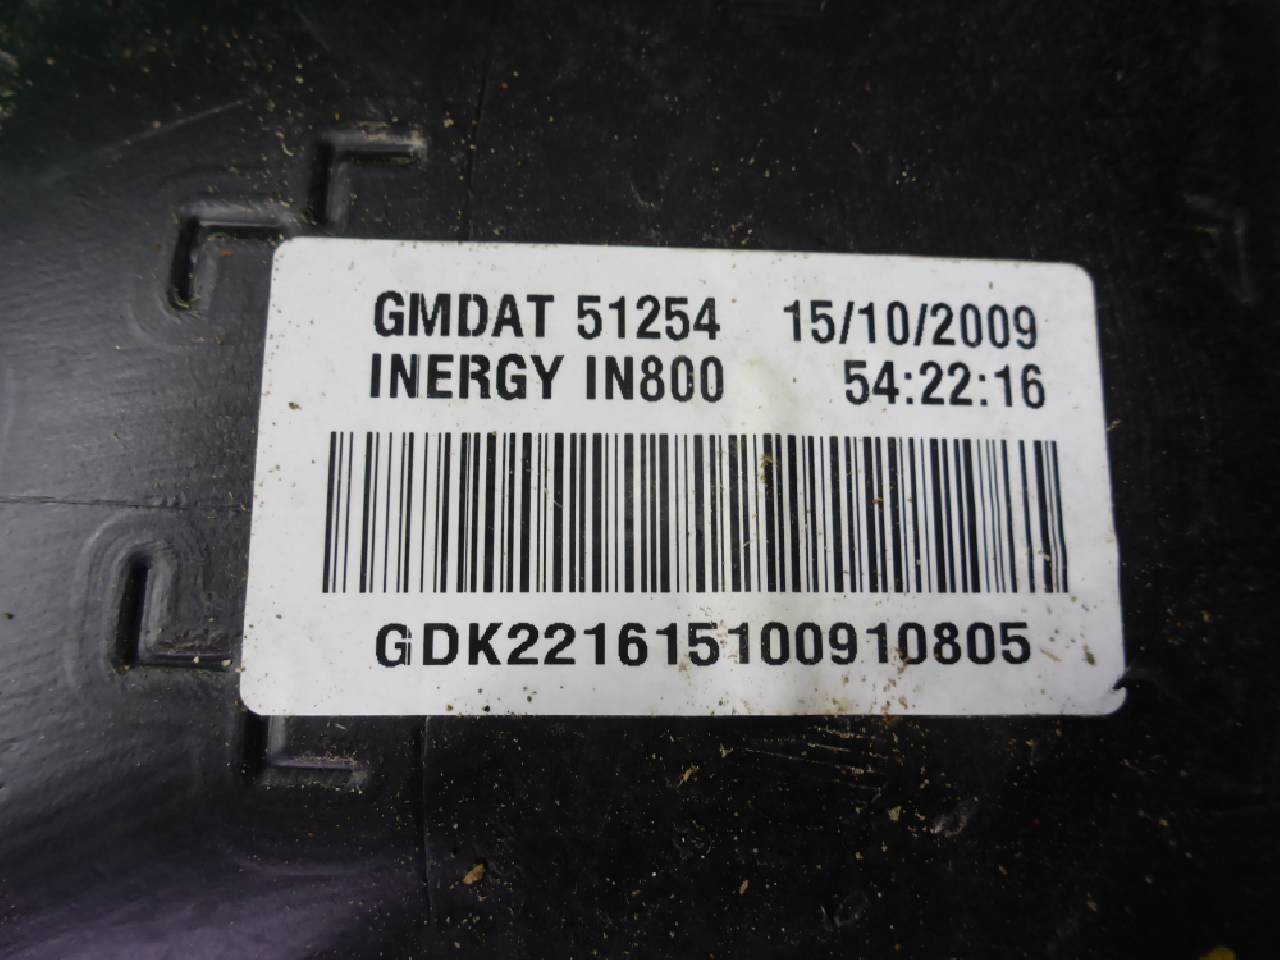 GMDAT 51254 15/10/2009
INERGY IN800 54:22:16
GDK221615100910805